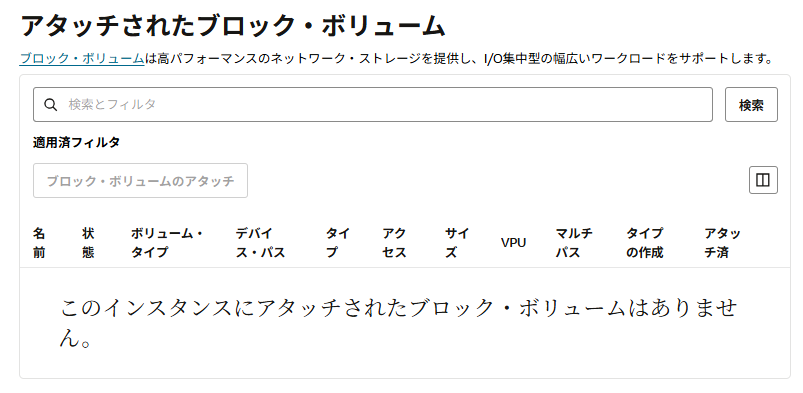 アタッチされたブロック・ボリューム
ブロック・ボリュームは高パフォーマンスのネットワーク・ストレージを提供し、I/O集中型の幅広いワークロードをサポートします。
検索とフィルタ
検索
適用済フィルタ
ブロック・ボリュームのアタッチ
名前 状態 ボリューム・タイプ デバイス・パス タイプ アクセス サイズ VPU マルチパス タイプの作成 アタッチ済
このインスタンスにアタッチされたブロック・ボリュームはありませ
ん。